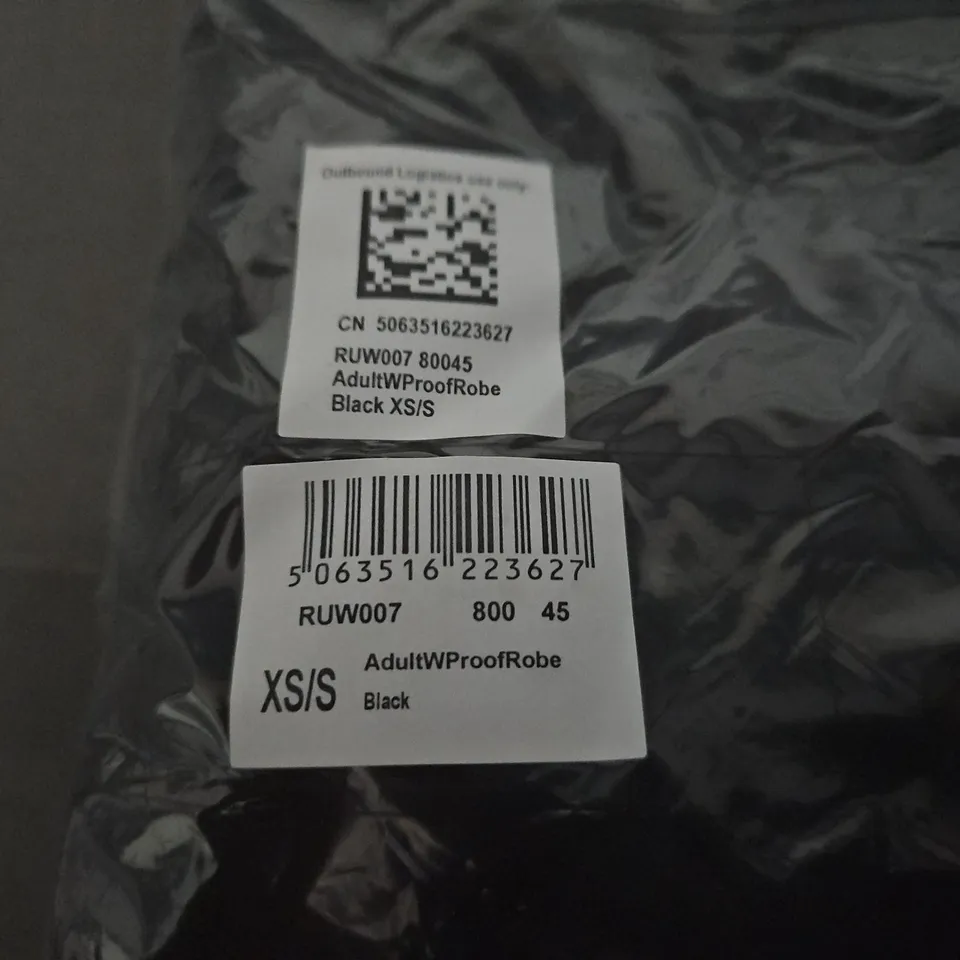 Outbound Logistics use only:
CN 5063516223627
RUW007 80045
AdultWProofRobe
Black XS/S
5 063516 223627
RUW007 800 45
AdultWProofRobe
XS/S
Black